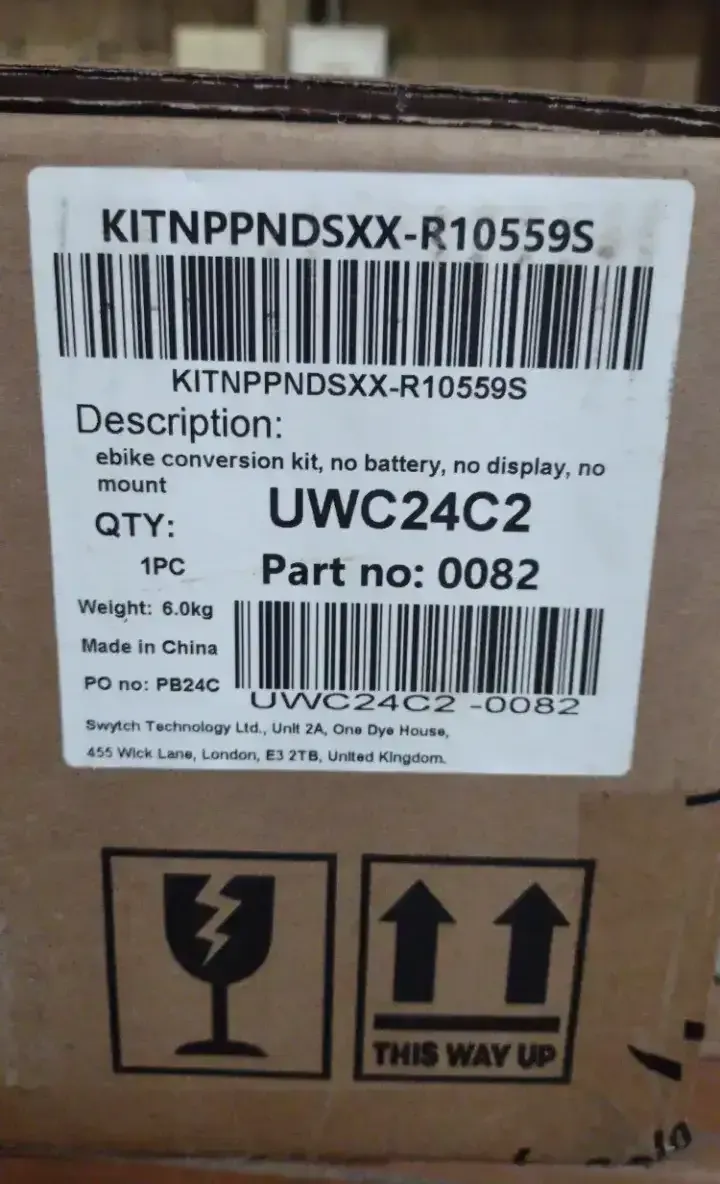 KITNPPNDSXX-R10559S
KITNPPNDSXX-R10559S
Description:
ebike conversion kit, no battery, no display, no
mount
UWC24C2
QTY:
1PC
Part no: 0082
Weight: 6.0kg
Made in China
PO no: PB24C
UWC24C2 -0082
Swytch Technology Ltd., Unit 2A, One Dye House,
455 Wick Lane, London, E3 2TB, United Kingdom.
THIS WAY UP